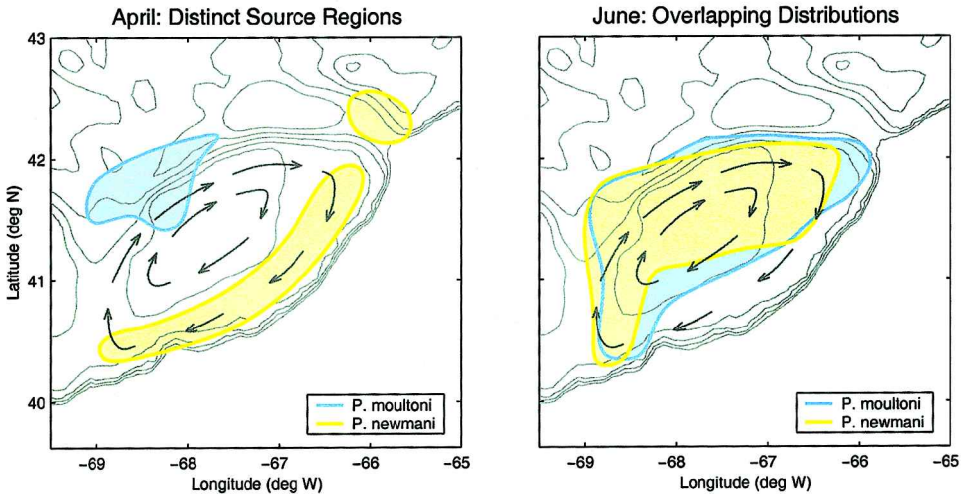 April: Distinct Source Regions
43
42
41
40
Latitude (deg N)
P. moultoni
P. newmani
−69
−68
−67
−66
−65
Longitude (deg W)
June: Overlapping Distributions
P. moultoni
P. newmani
−69
−68
−67
−66
−65
Longitude (deg W)